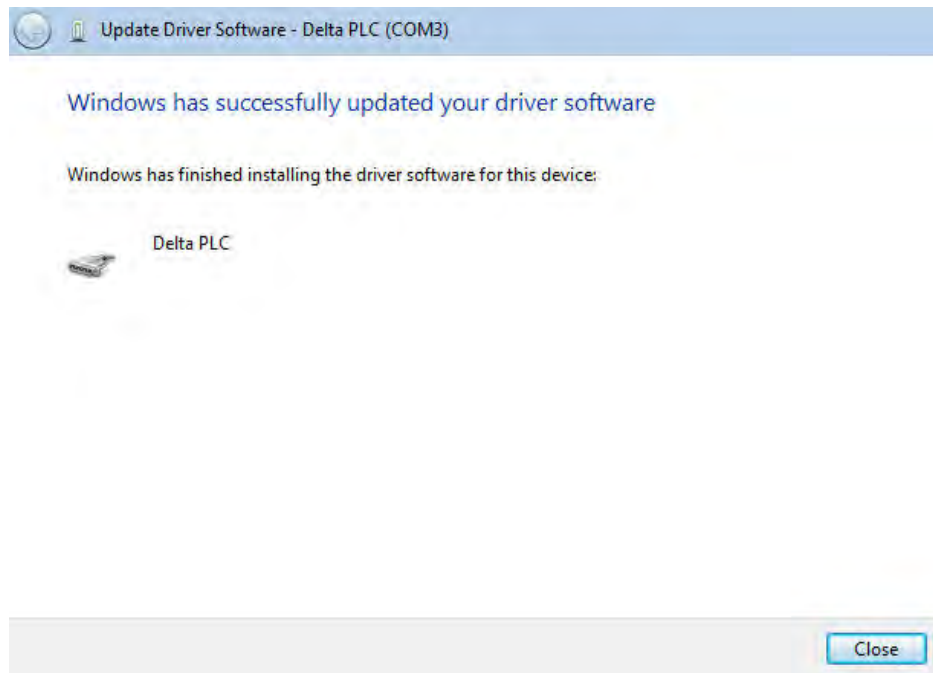 Update Driver Software - Delta PLC (COM3)
Windows has successfully updated your driver software
Windows has finished installing the driver software for this device:
Delta PLC
Close